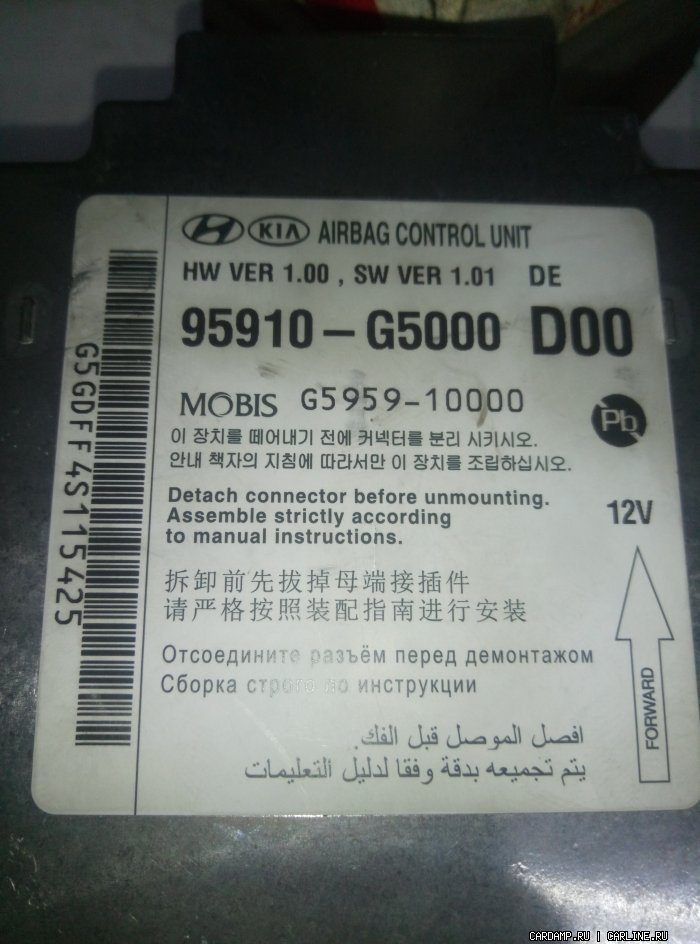 KIA AIRBAG CONTROL UNIT
HW VER 1.00 , SW VER 1.01 DE
95910-G5000 D00
MOBIS G5959-10000
Pb
이 장치를 떼어내기 전에 커넥터를 분리 시키시오.
안내 책자의 지침에 따라서만 이 장치를 조립하십시오.
Detach connector before unmounting.
Assemble strictly according
to manual instructions.
12V
拆卸前先拔掉母端接插件
请严格按照装配指南进行安装
Отсоедините разъём перед демонтажом
Сборка строго по инструкции
افصل الموصل قبل الفك.
يتم تجميعه بدقة وفقا لدليل التعليمات
FORWARD
G5GDFF4S115425
CARDAMP.RU | CARLINE.RU